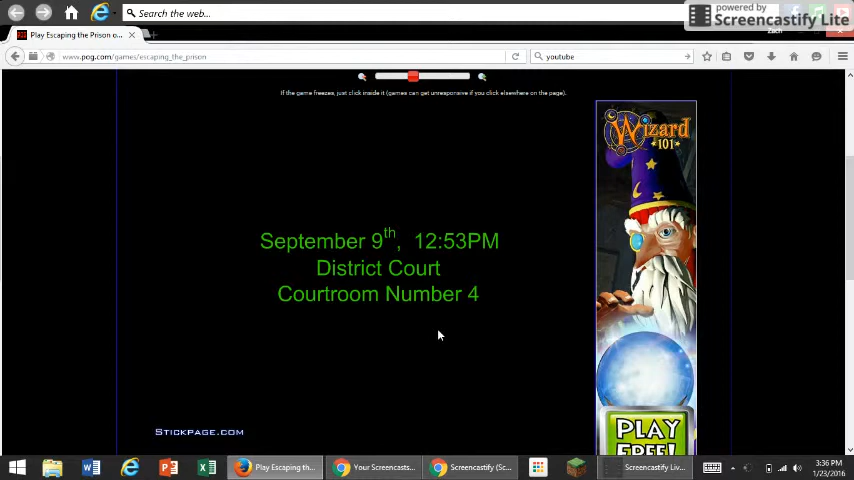 Search the web...
powered by
Screencastify Lite
Play Escaping the Prison o...
www.pog.com/games/escaping_the_prison
youtube
If the game freezes, just click inside it (games can get unresponsive if you click elsewhere on the page).
Wizard
101
September 9th, 12:53PM
District Court
Courtroom Number 4
STICKPAGE.COM
PLAY
FREE!
Play Escaping th...
Your Screencasts...
Screencastify (Sc...
Screencastify Liv...
3:36 PM
1/23/2016